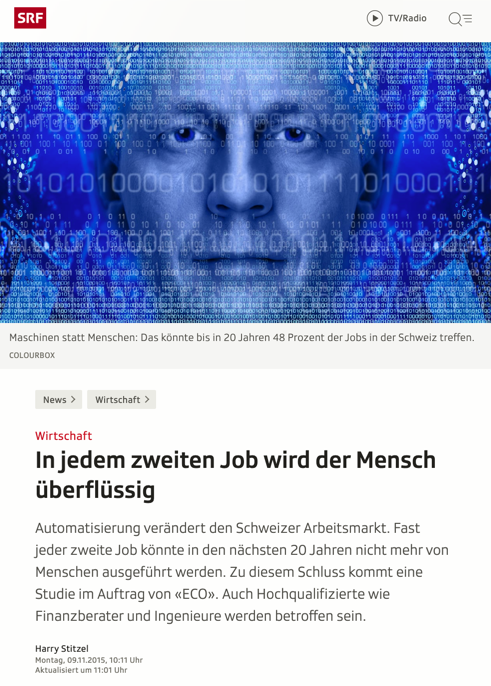 SRF
TV/Radio
101010100001010101011111010001010
Maschinen statt Menschen: Das könnte bis in 20 Jahren 48 Prozent der Jobs in der Schweiz treffen.
COLOURBOX
News
Wirtschaft
Wirtschaft
In jedem zweiten Job wird der Mensch
überflüssig
Automatisierung verändert den Schweizer Arbeitsmarkt. Fast
jeder zweite Job könnte in den nächsten 20 Jahren nicht mehr von
Menschen ausgeführt werden. Zu diesem Schluss kommt eine
Studie im Auftrag von «ECO». Auch Hochqualifizierte wie
Finanzberater und Ingenieure werden betroffen sein.
Harry Stitzel
Montag, 09.11.2015, 10:11 Uhr
Aktualisiert um 11:01 Uhr